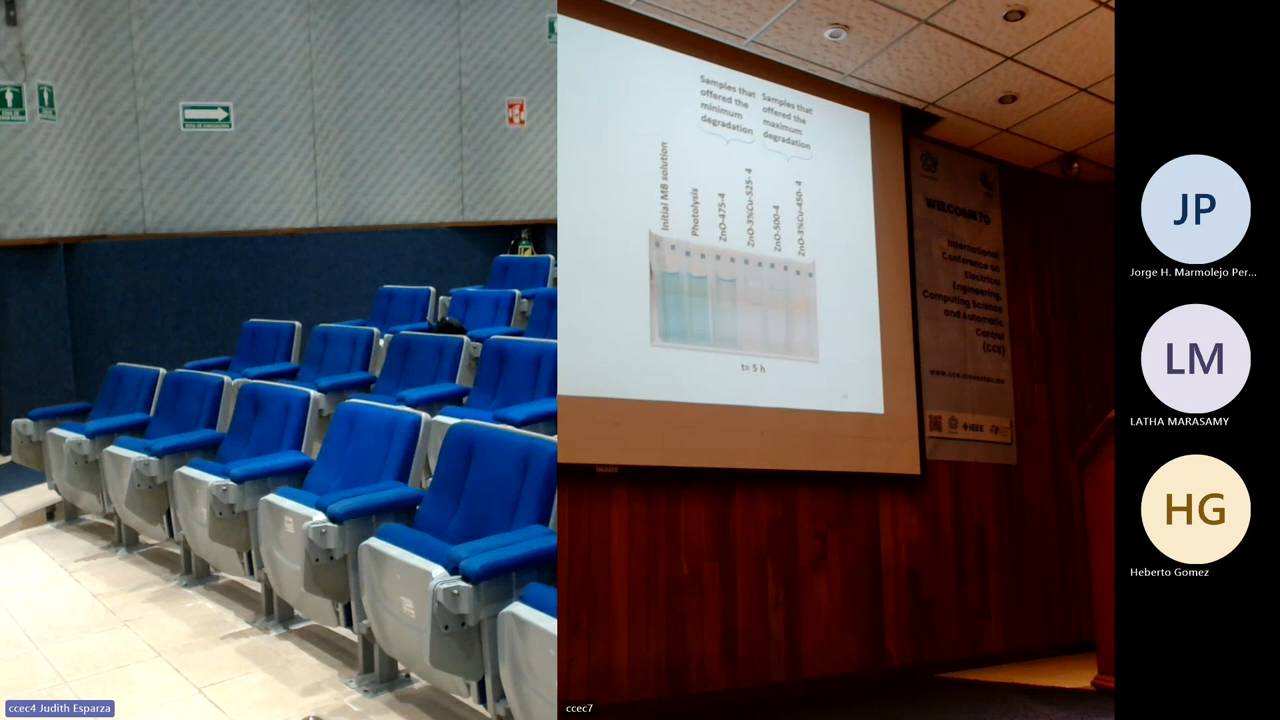 Samples that
offered the
minimum
degradation
Samples that
offered the
maximum
degradation
Initial MB solution
Photolysis
ZnO-475-4
ZnO-3%Cu-525-4
ZnO-500-4
ZnO-3%Cu-450-4
t= 5 h
WELCOME TO
International
Conference on
Electrical
Engineering,
Computing Science
and Automatic
Control
(CCE)
IEEE
JP
Jorge H. Marmolejo Per...
LM
LATHA MARASAMY
HG
Heberto Gomez
ccec4 Judith Esparza
ccec7